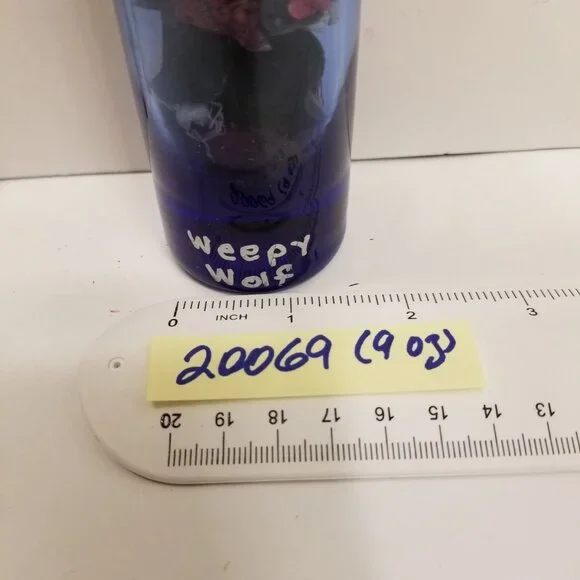 Weepy
Wolf
0 INCH 1 2 3
20069 (9 oz)
20 19 18 17 16 15 14 13